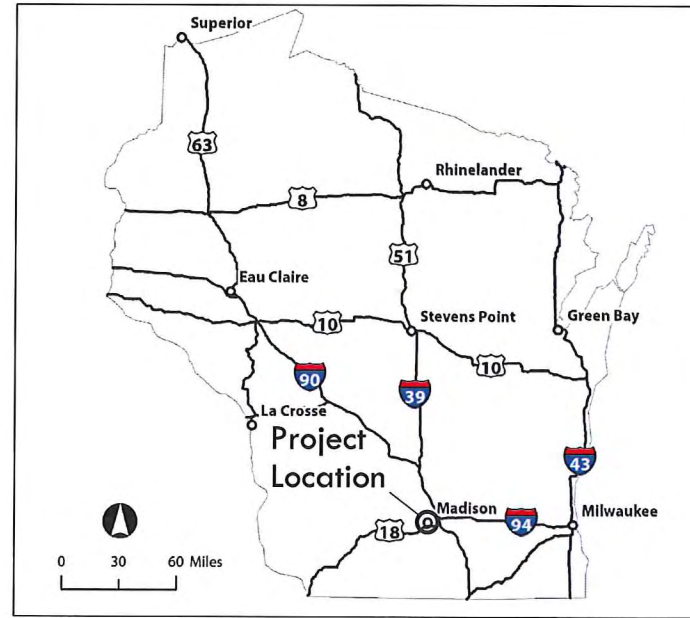 Superior
63
Rhinelander
8
51
Eau Claire
10
Stevens Point
Green Bay
90
39
10
La Crosse
Project
Location
43
Madison
Milwaukee
94
18
0 30 60 Miles